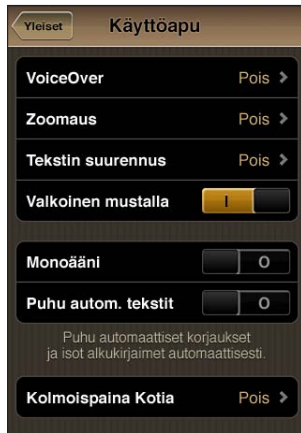 Yleiset
Käyttöapu
VoiceOver Pois
Zoomaus Pois
Tekstin suurennus Pois
Valkoinen mustalla I
Monoääni O
Puhu autom. tekstit O
Puhu automaattiset korjaukset
ja isot alkukirjaimet automaattisesti.
Kolmoispaina Kotia Pois